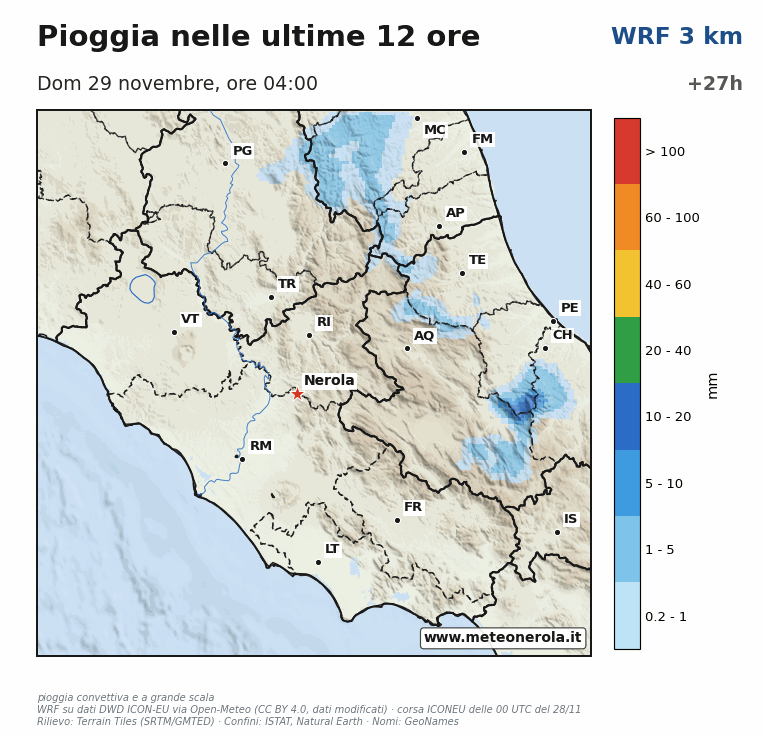 Pioggia nelle ultime 12 ore
WRF 3 km
Dom 29 novembre, ore 04:00
+27h
MC
FM
PG
AP
TE
TR
PE
VT
RI
AQ
CH
Nerola
RM
FR
IS
LT
www.meteonerola.it
> 100
60 - 100
40 - 60
20 - 40
10 - 20
5 - 10
1 - 5
0.2 - 1
mm
pioggia convettiva e a grande scala
WRF su dati DWD ICON-EU via Open-Meteo (CC BY 4.0, dati modificati) · corsa ICONEU delle 00 UTC del 28/11
Rilievo: Terrain Tiles (SRTM/GMTED) · Confini: ISTAT, Natural Earth · Nomi: GeoNames